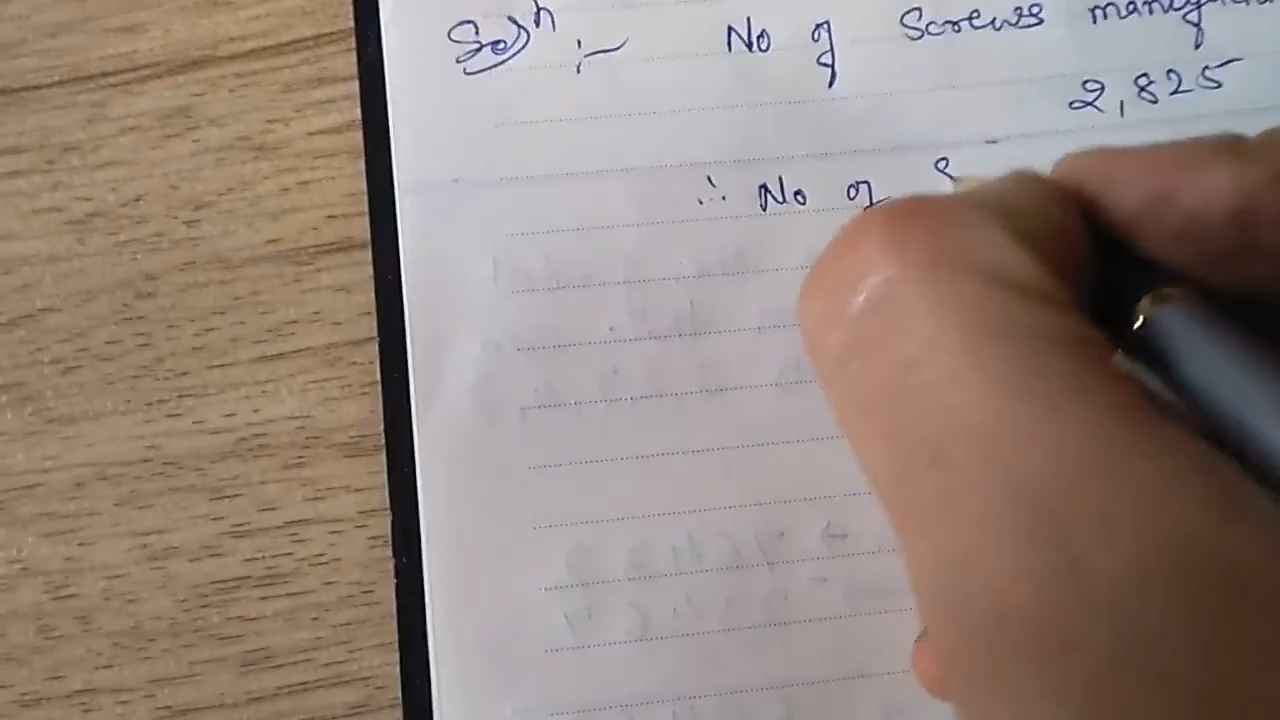 Solⁿ :- No of Screws
2,825
∴ No of S